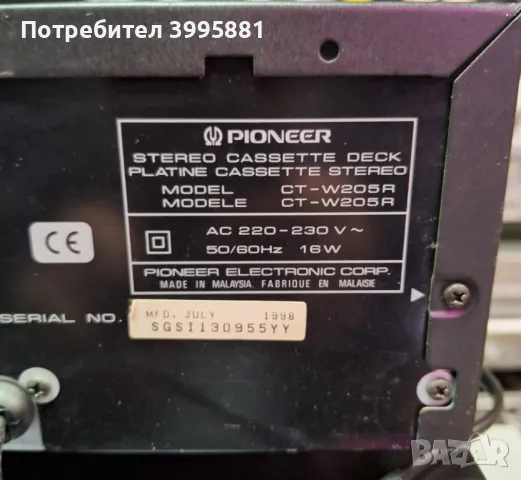 Потребител 3995881
PIONEER
STEREO CASSETTE DECK
PLATINE CASSETTE STEREO
MODEL CT-W205R
MODELE CT-W205R
AC 220-230 V~
50/60Hz 16W
CE
PIONEER ELECTRONIC CORP.
MADE IN MALAYSIA. FABRIQUE EN MALAISIE
SERIAL NO.
MFD. JULY 1998
SGSI130955YY
BAZAR